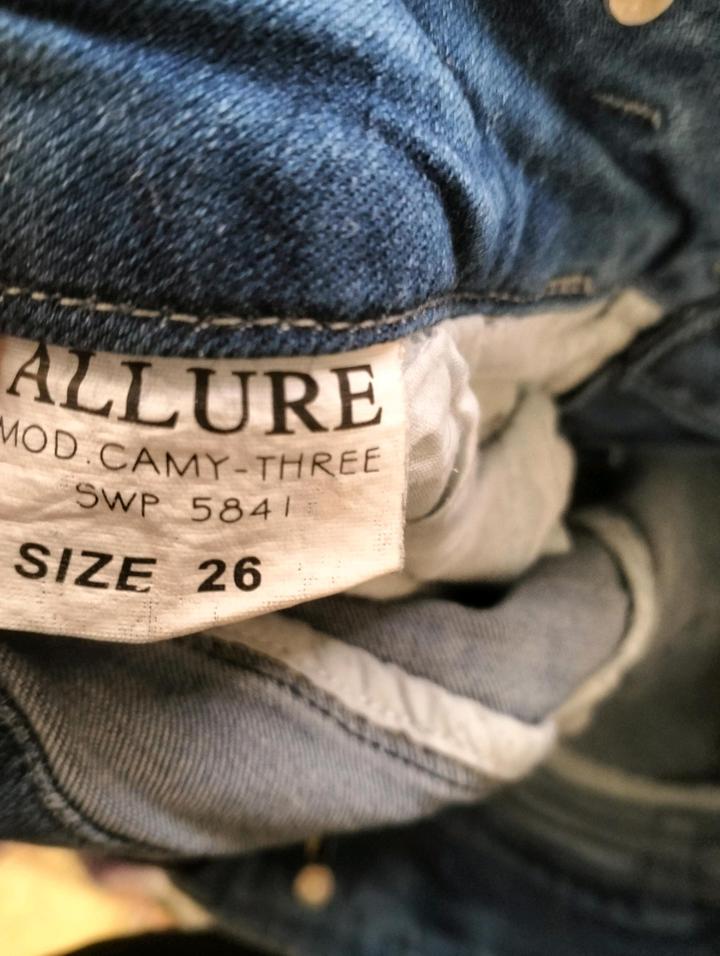 ALLURE
MOD.CAMY-THREE
SWP 5841
SIZE 26